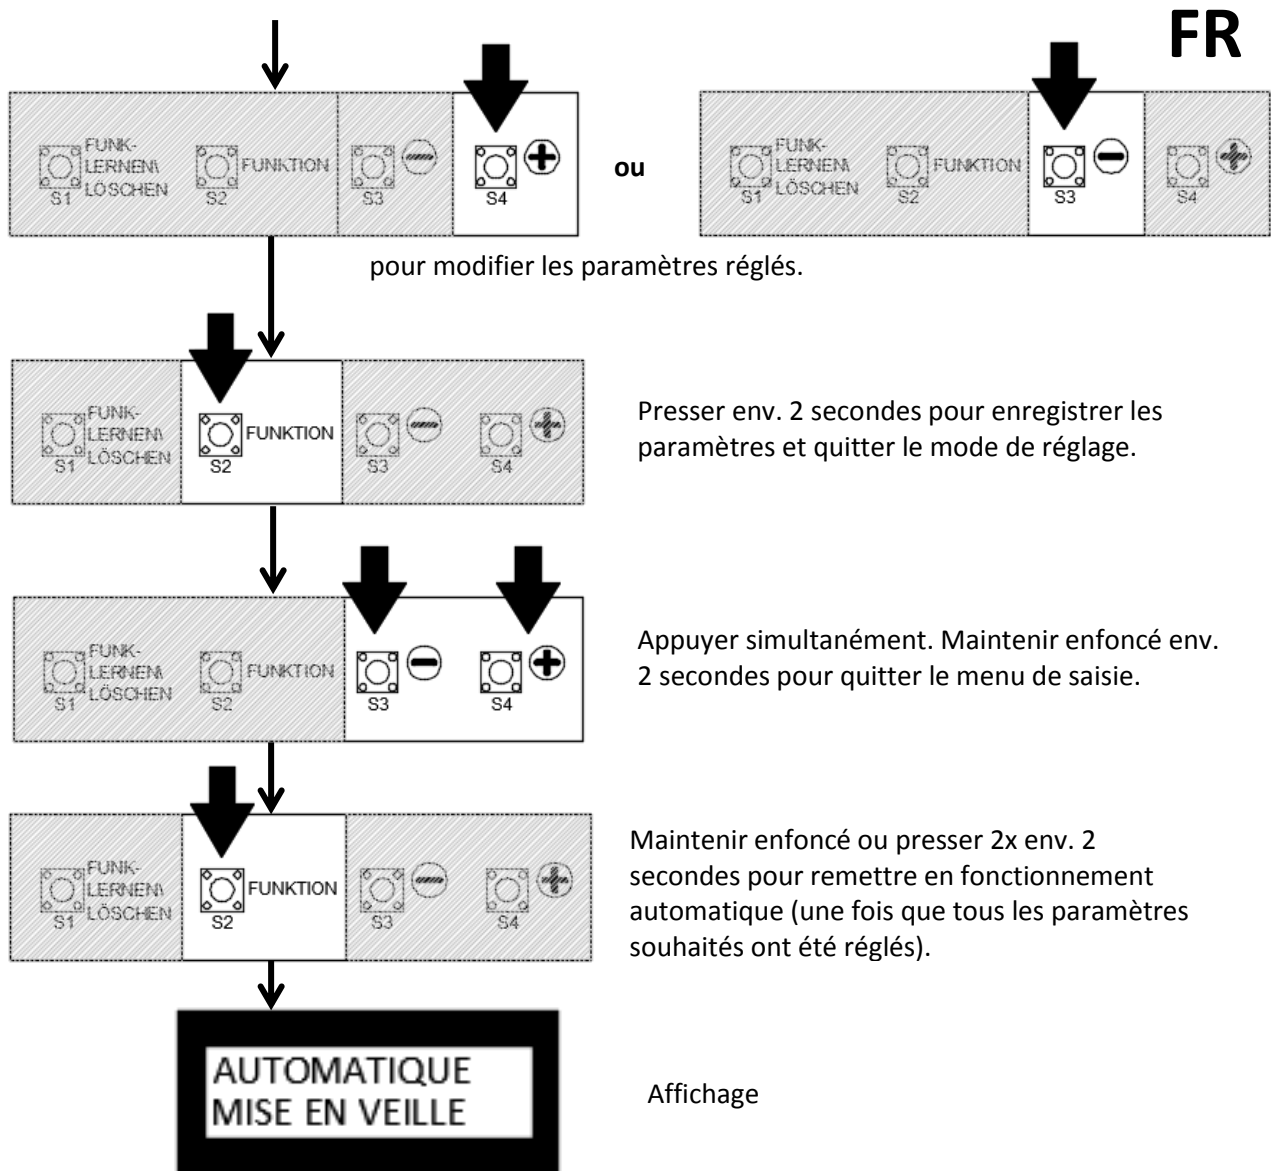 FR
FUNK-
LERNEN\
LÖSCHEN
S1
FUNKTION
S2
S3
S4
ou
FUNK-
LERNEN\
LÖSCHEN
S1
FUNKTION
S2
S3
S4
pour modifier les paramètres réglés.
FUNK-
LERNEN\
LÖSCHEN
S1
FUNKTION
S2
S3
S4
Presser env. 2 secondes pour enregistrer les
paramètres et quitter le mode de réglage.
FUNK-
LERNEN\
LÖSCHEN
S1
FUNKTION
S2
S3
S4
Appuyer simultanément. Maintenir enfoncé env.
2 secondes pour quitter le menu de saisie.
FUNK-
LERNEN\
LÖSCHEN
S1
FUNKTION
S2
S3
S4
Maintenir enfoncé ou presser 2x env. 2
secondes pour remettre en fonctionnement
automatique (une fois que tous les paramètres
souhaités ont été réglés).
AUTOMATIQUE
MISE EN VEILLE
Affichage